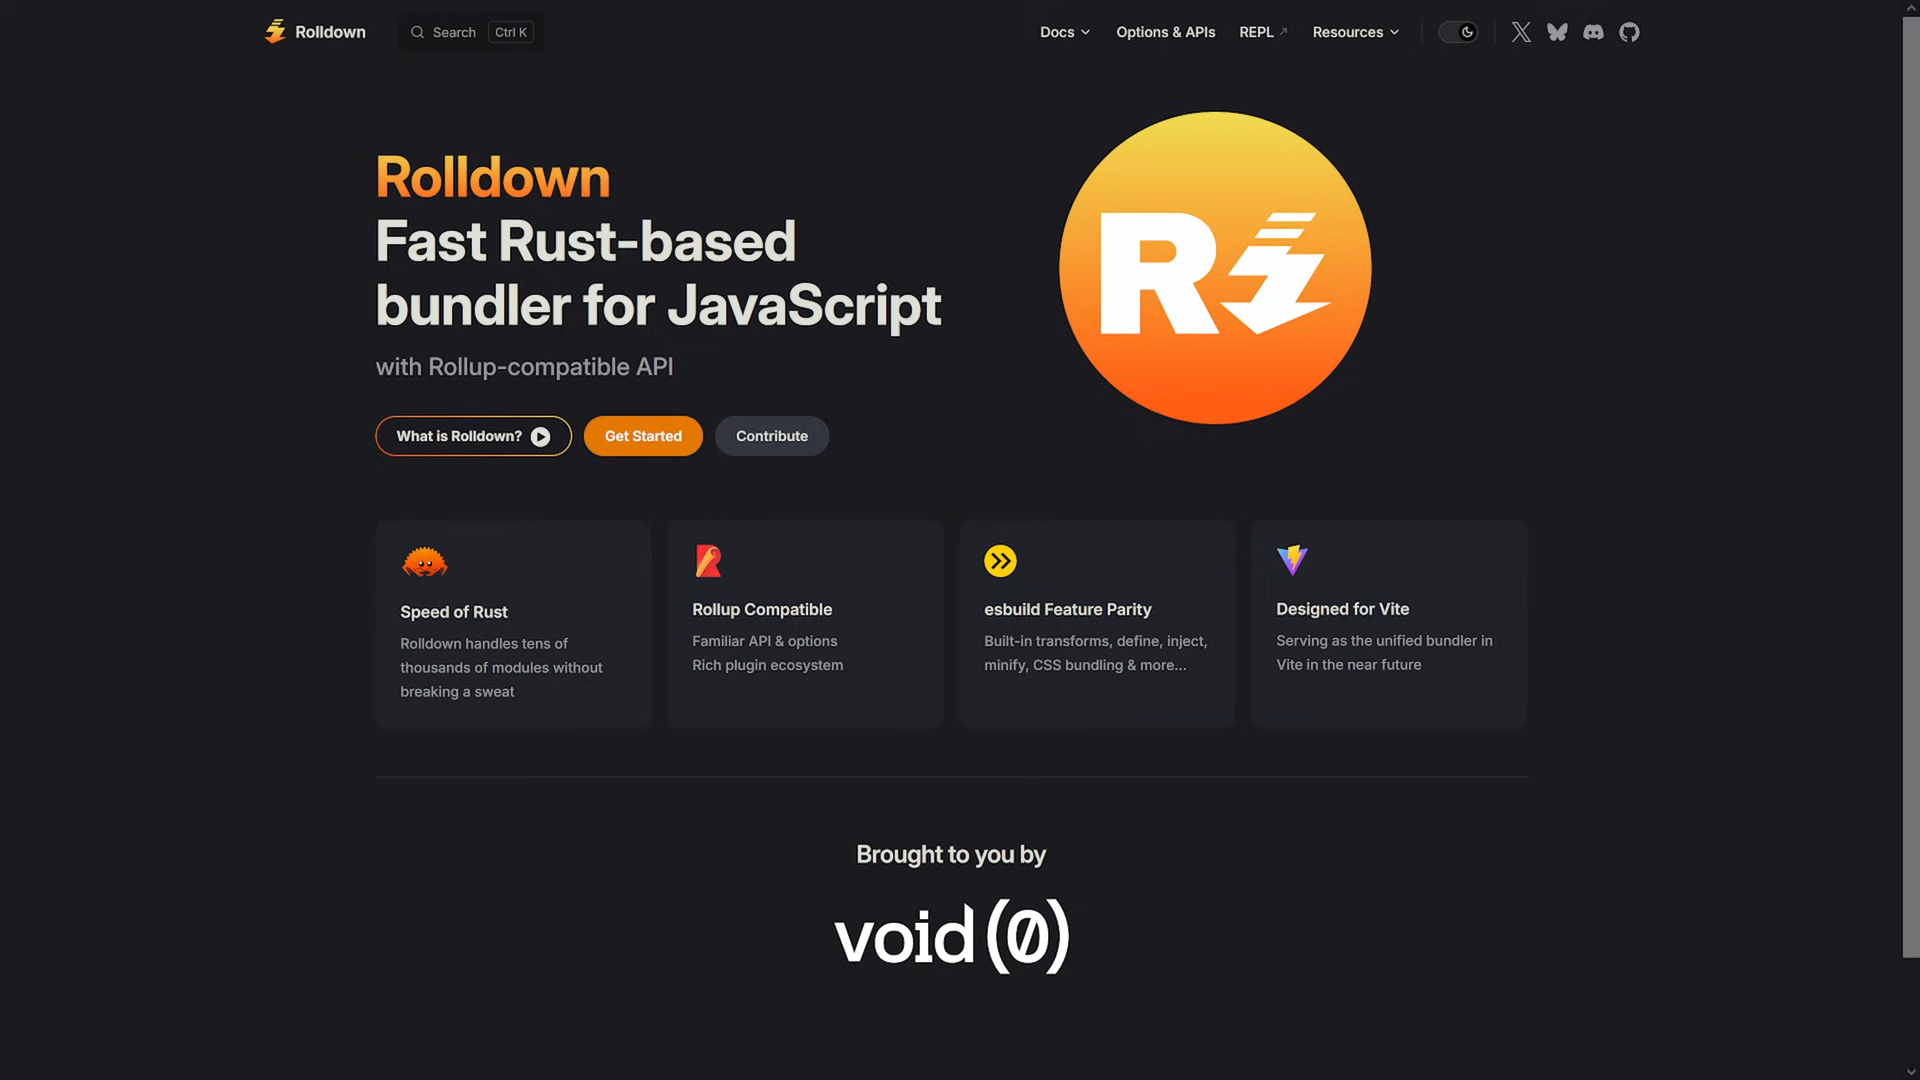 Rolldown
Search
Ctrl K
Docs
Options & APIs
REPL
Resources
Rolldown
Fast Rust-based
bundler for JavaScript
with Rollup-compatible API
R
What is Rolldown?
Get Started
Contribute
Speed of Rust
Rolldown handles tens of
thousands of modules without
breaking a sweat
Rollup Compatible
Familiar API & options
Rich plugin ecosystem
esbuild Feature Parity
Built-in transforms, define, inject,
minify, CSS bundling & more...
Designed for Vite
Serving as the unified bundler in
Vite in the near future
Brought to you by
void(0)